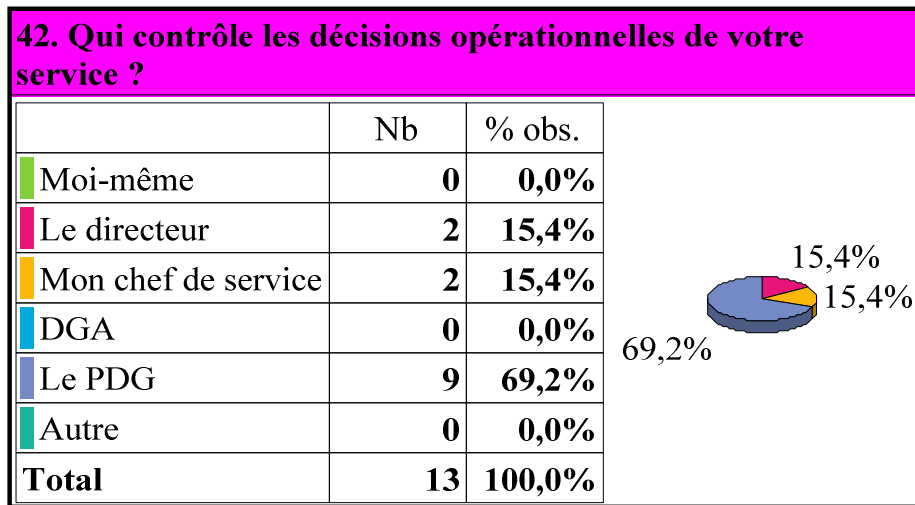 42. Qui contrôle les décisions opérationnelles de votre
service ?
Nb % obs.
Moi-même 0 0,0%
Le directeur 2 15,4%
Mon chef de service 2 15,4%
DGA 0 0,0%
Le PDG 9 69,2%
Autre 0 0,0%
Total 13 100,0%
15,4%
15,4%
69,2%